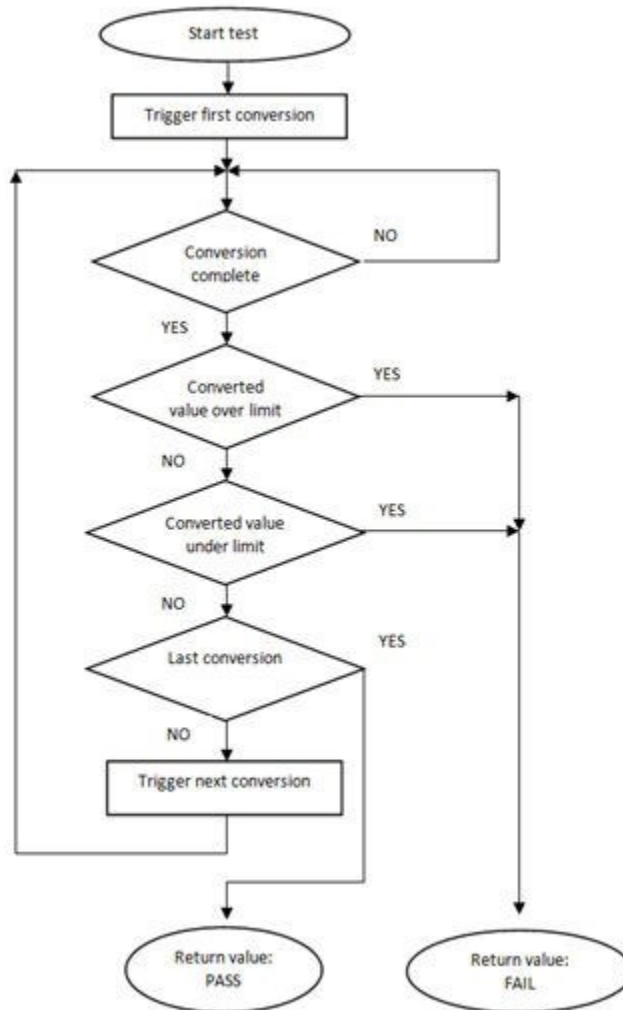 Start test
Trigger first conversion
NO
Conversion
complete
YES
YES
Converted
value over limit
NO
YES
Converted value
under limit
NO
YES
Last conversion
NO
Trigger next conversion
Return value:
PASS
Return value:
FAIL